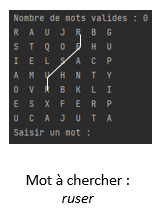 Nombre de mots valides : 0
R A U J R B G
S T Q O E H U
I E L S A C P
A M U H N T Y
O V R B K L I
E S X F E R P
U C A J U T A
Saisir un mot :
Mot à chercher :
ruser